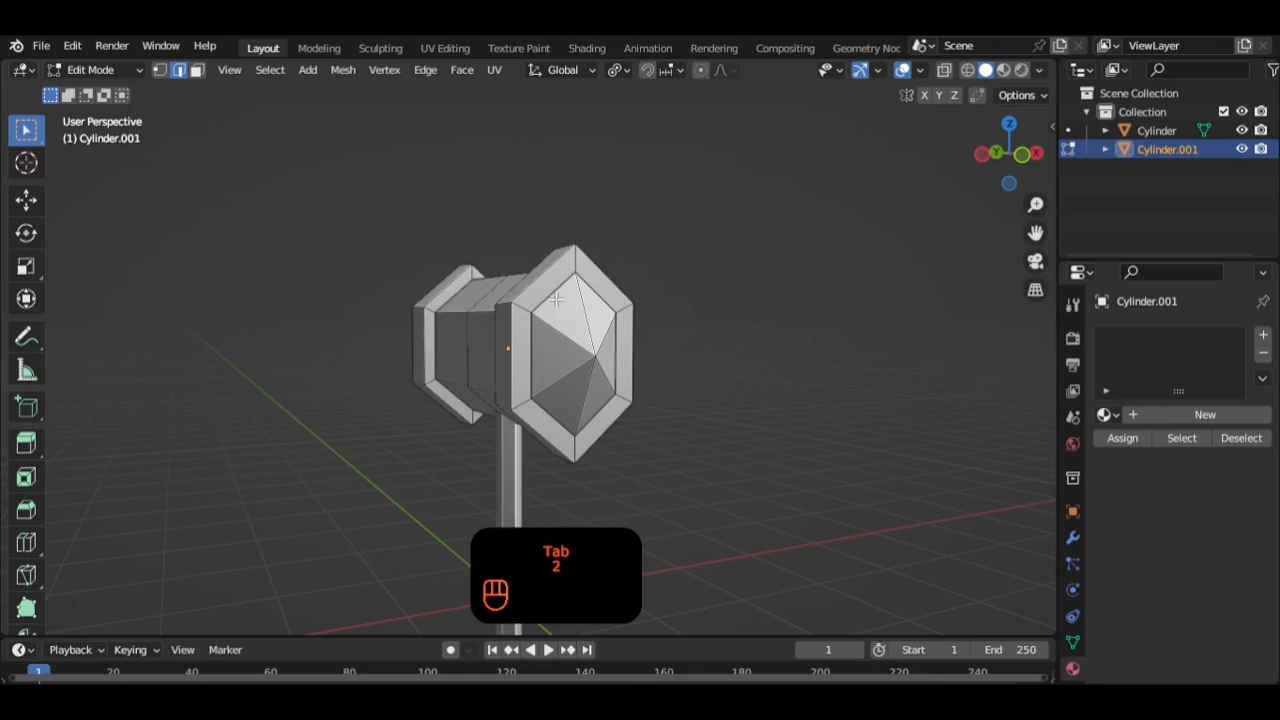 File Edit Render Window Help Layout Modeling Sculpting UV Editing Texture Paint Shading Animation Rendering Compositing Geometry Noc Scene ViewLayer
Edit Mode View Select Add Mesh Vertex Edge Face UV Global
X Y Z Options
Scene Collection
Collection
Cylinder
Cylinder.001
User Perspective
(1) Cylinder.001
Z
Y X
Cylinder.001
New
Assign Select Deselect
Tab
2
Playback Keying View Marker 1 Start 1 End 250
1 20 40 60 80 100 120 140 160 180 200 220 240